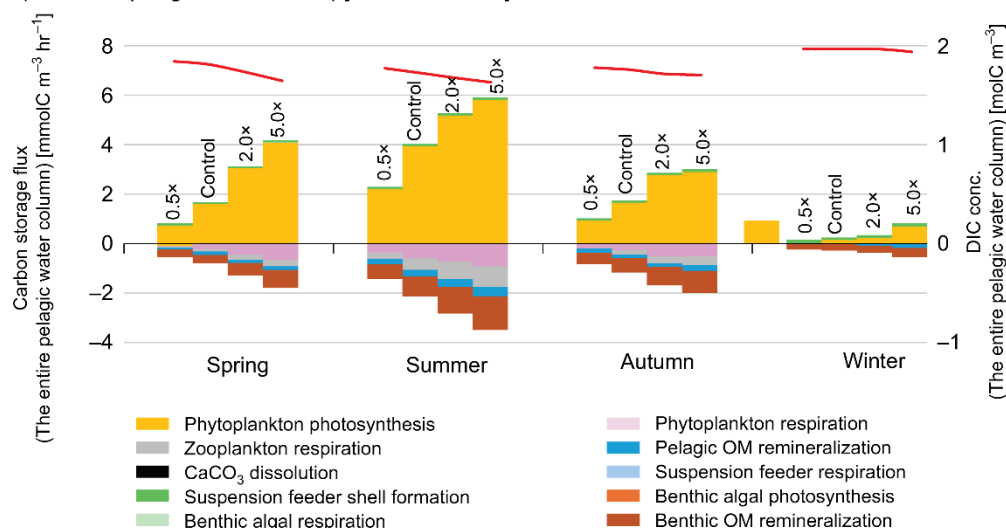 Carbon storage flux
(The entire pelagic water column) [mmolC m⁻³ hr⁻¹]
8
6
4
2
0
−2
−4
0.5×
Control
2.0×
5.0×
0.5×
Control
2.0×
5.0×
0.5×
Control
2.0×
5.0×
0.5×
Control
2.0×
5.0×
2
1
0
−1
DIC conc.
(The entire pelagic water column) [molC m⁻³]
Spring
Summer
Autumn
Winter
Phytoplankton photosynthesis
Zooplankton respiration
CaCO₃ dissolution
Suspension feeder shell formation
Benthic algal respiration
Phytoplankton respiration
Pelagic OM remineralization
Suspension feeder respiration
Benthic algal photosynthesis
Benthic OM remineralization